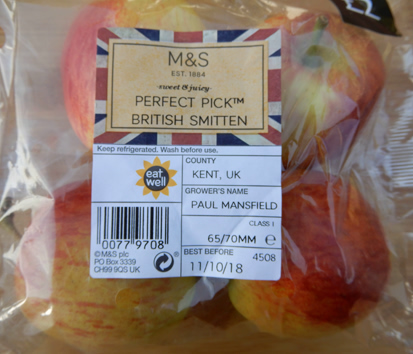 M&S
EST. 1884
sweet & juicy
PERFECT PICK™
BRITISH SMITTEN
Keep refrigerated. Wash before use.
eat
well
COUNTY
KENT, UK
GROWER'S NAME
PAUL MANSFIELD
CLASS I
65/70MM e
0077 9708
© M&S plc
PO Box 3339
CH99 9QS UK
BEST BEFORE
4508
11/10/18